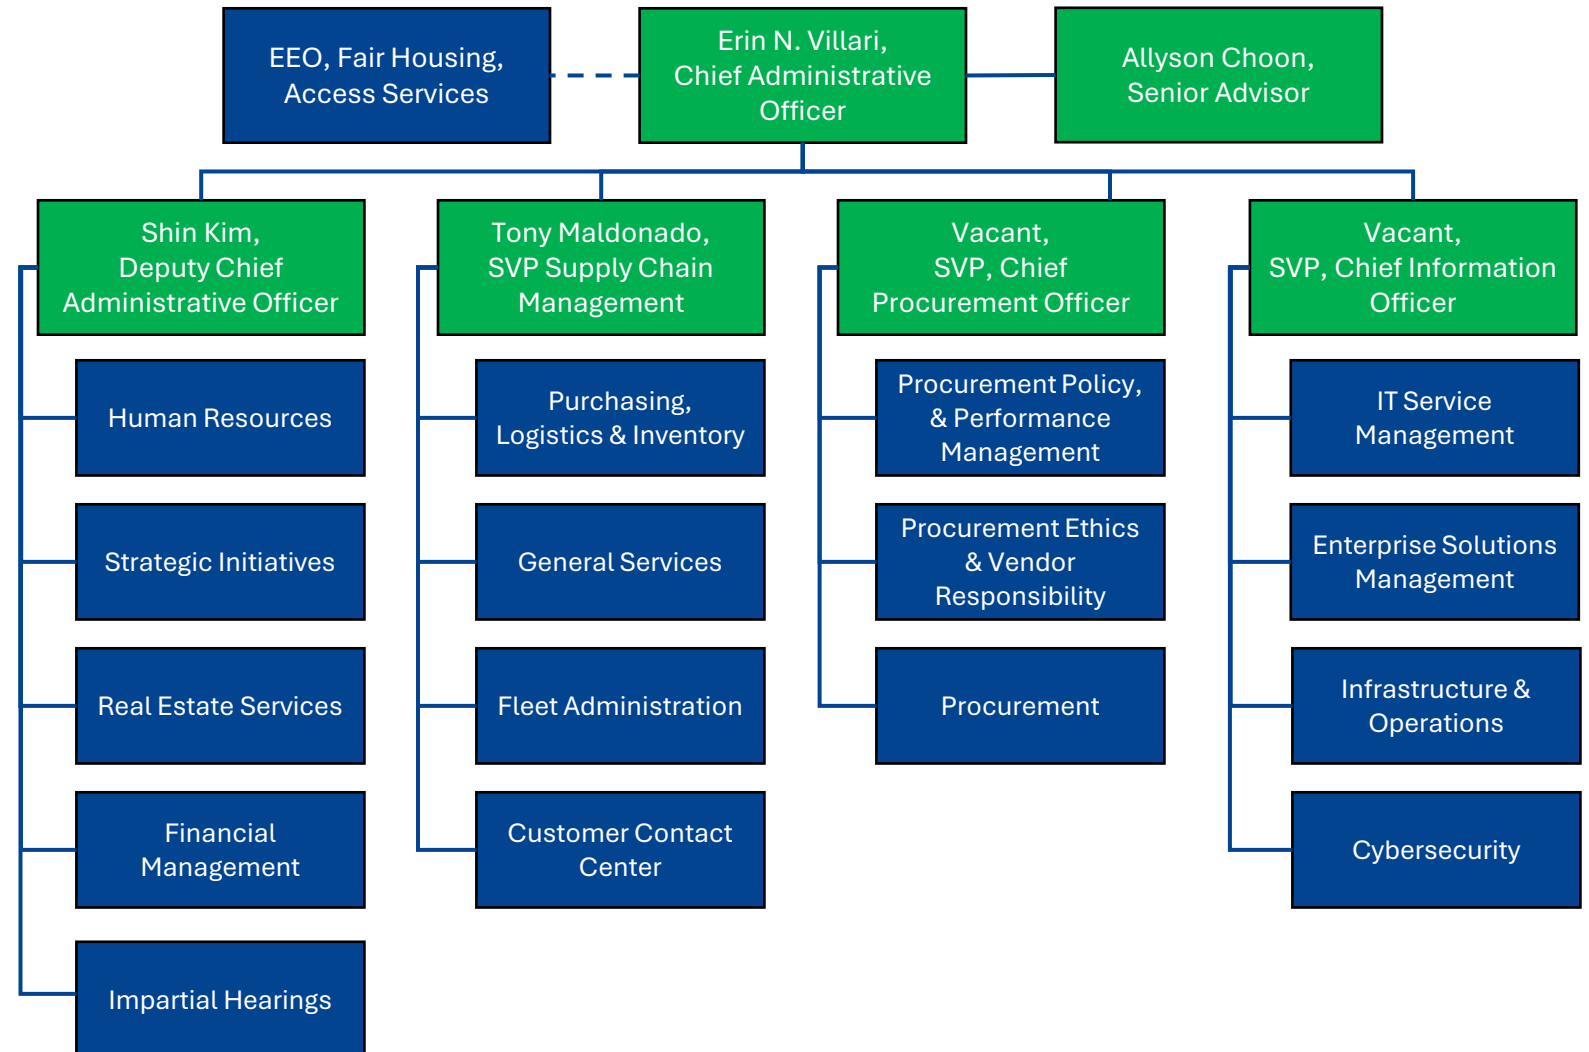 EEO, Fair Housing,
Access Services
Erin N. Villari,
Chief Administrative
Officer
Allyson Choon,
Senior Advisor
Shin Kim,
Deputy Chief
Administrative Officer
Tony Maldonado,
SVP Supply Chain
Management
Vacant,
SVP, Chief
Procurement Officer
Vacant,
SVP, Chief Information
Officer
Human Resources
Strategic Initiatives
Real Estate Services
Financial
Management
Impartial Hearings
Purchasing,
Logistics & Inventory
General Services
Fleet Administration
Customer Contact
Center
Procurement Policy,
& Performance
Management
Procurement Ethics
& Vendor
Responsibility
Procurement
IT Service
Management
Enterprise Solutions
Management
Infrastructure &
Operations
Cybersecurity